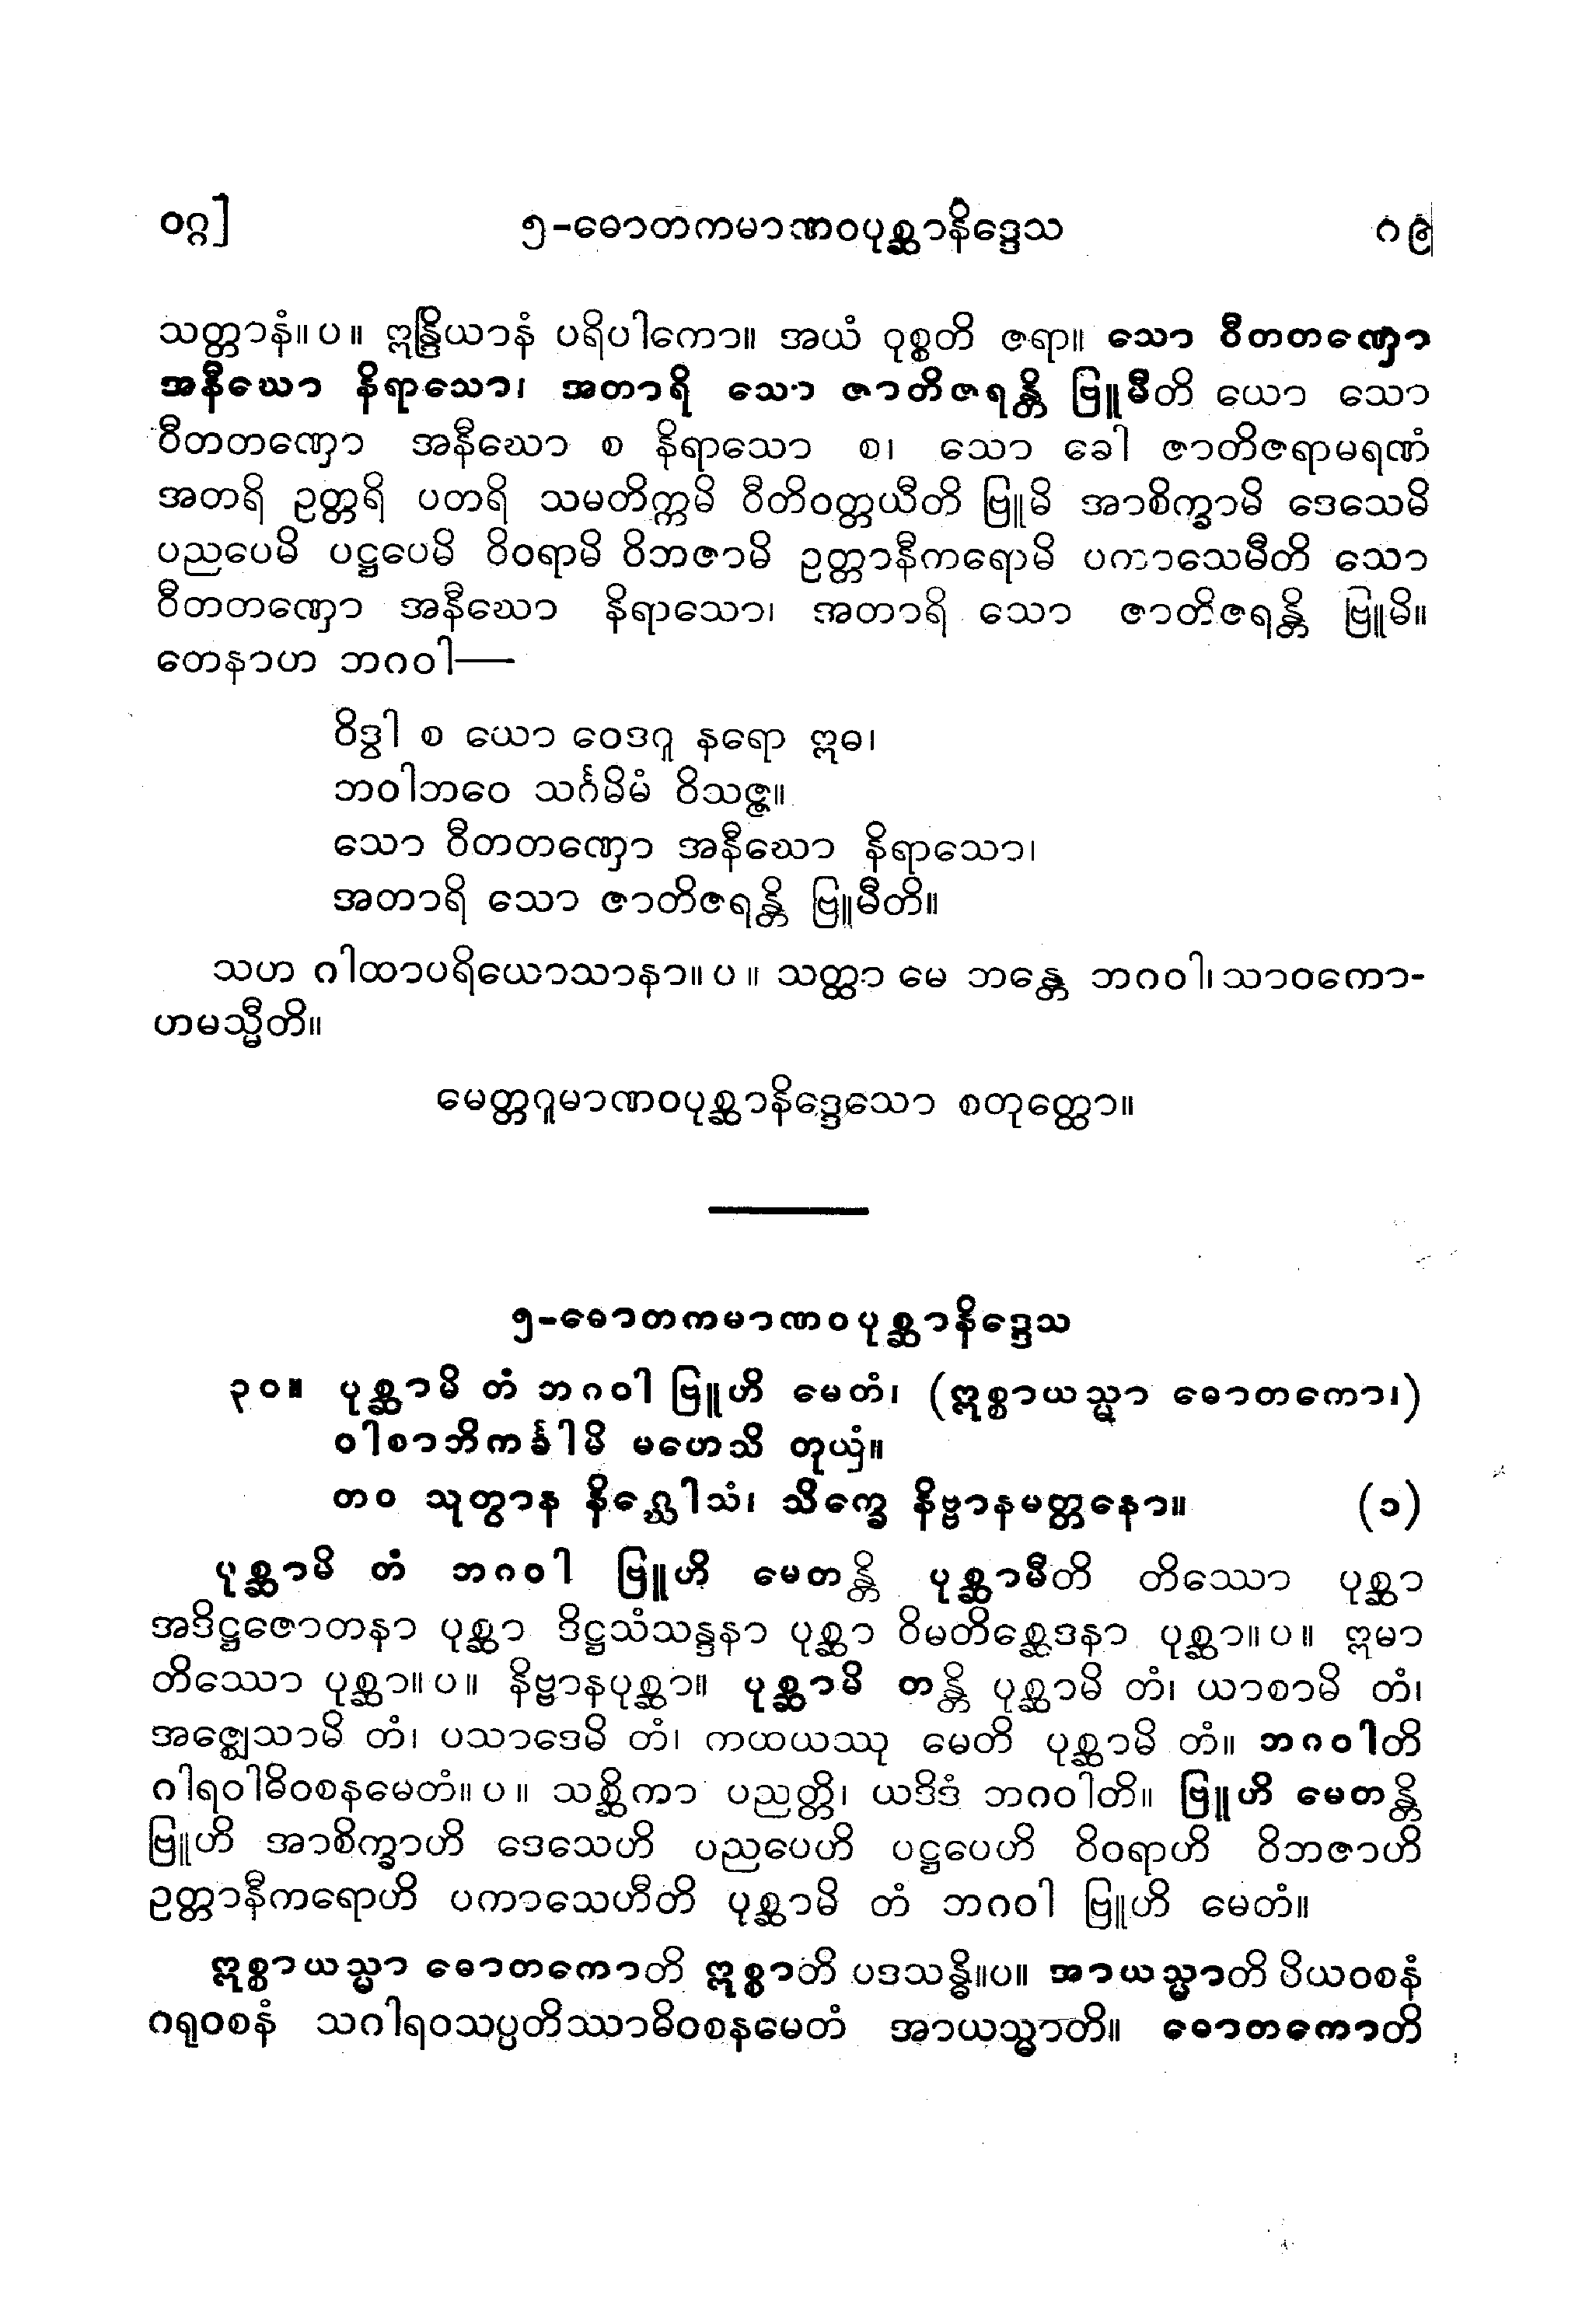 ဝဂ္ဂ]	၅-ဓောတကမာဏဝပုစ္ဆာနိဒ္ဒေသ	၈၉
သတ္တာနံ။ပ။ ဣန္ဒြိယာနံ ပရိပါကော။ အယံ ဝုစ္စတိ ဇရာ။ သော ဝီတတဏှော
အနီဃော နိရာသော၊ အတာရိ သော ဇာတိဇရန္တိ ဗြူမီတိ ယော သော
ဝီတတဏှော အနီဃော စ နိရာသော စ၊ သော ခေါ ဇာတိဇရာမရဏံ
အတရိ ဥတ္တရိ ပတရိ သမတိက္ကမိ ဝီတိဝတ္တယီတိ ဗြူမိ အာစိက္ခာမိ ဒေသေမိ
ပညပေမိ ပဋ္ဌပေမိ ဝိဝရာမိ ဝိဘဇာမိ ဥတ္တာနီကရောမိ ပကာသေမီတိ သော
ဝီတတဏှော အနီဃော နိရာသော၊ အတာရိ သော ဇာတိဇရန္တိ ဗြူမိ။
တေနာဟ ဘဂဝါ—
ဝိဒွါ စ ယော ဝေဒဂူ နရော ဣဓ၊
ဘဝါဘဝေ သင်္ဂမိမံ ဝိသဇ္ဇ။
သော ဝီတတဏှော အနီဃော နိရာသော၊
အတာရိ သော ဇာတိဇရန္တိ ဗြူမီတိ။
သဟ ဂါထာပရိယောသာနာ။ပ။ သတ္ထာ မေ ဘန္တေ ဘဂဝါ၊သာဝကော-
ဟမသ္မီတိ။
မေတ္တဂူမာဏဝပုစ္ဆာနိဒ္ဒေသော စတုတ္ထော။
၅-ဓောတကမာဏဝပုစ္ဆာနိဒ္ဒေသ
၃၀။ ပုစ္ဆာမိ တံ ဘဂဝါ ဗြူဟိ မေတံ၊ (ဣစ္စာယသ္မာ ဓောတကော၊)
ဝါစာဘိကင်္ခါမိ မဟေသိ တုယှံ။
တဝ သုတွာန နိဂ္ဃေါသံ၊ သိက္ခေ နိဗ္ဗာနမတ္တနော။	(၁)
ပုစ္ဆာမိ တံ ဘဂဝါ ဗြူဟိ မေတန္တိ ပုစ္ဆာမီတိ တိဿော ပုစ္ဆာ
အဒိဋ္ဌဇောတနာ ပုစ္ဆာ ဒိဋ္ဌသံသန္ဒနာ ပုစ္ဆာ ဝိမတိစ္ဆေဒနာ ပုစ္ဆာ။ပ။ ဣမာ
တိဿော ပုစ္ဆာ။ပ။ နိဗ္ဗာနပုစ္ဆာ။ ပုစ္ဆာမိ တန္တိ ပုစ္ဆာမိ တံ၊ ယာစာမိ တံ၊
အဇ္ဈေသာမိ တံ၊ ပသာဒေမိ တံ၊ ကထယဿု မေတိ ပုစ္ဆာမိ တံ။ ဘဂဝါတိ
ဂါရဝါဓိဝစနမေတံ။ပ။ သစ္ဆိကာ ပညတ္တိ၊ ယဒိဒံ ဘဂဝါတိ။ ဗြူဟိ မေတန္တိ
ဗြူဟိ အာစိက္ခာဟိ ဒေသေဟိ ပညပေဟိ ပဋ္ဌပေဟိ ဝိဝရာဟိ ဝိဘဇာဟိ
ဥတ္တာနီကရောဟိ ပကာသေဟီတိ ပုစ္ဆာမိ တံ ဘဂဝါ ဗြူဟိ မေတံ။
ဣစ္စာယသ္မာ ဓောတကောတိ ဣစ္စာတိ ပဒသန္ဓိ။ပ။ အာယသ္မာတိ ပိယဝစနံ
ဂရုဝစနံ သဂါရဝသပ္ပတိဿာဓိဝစနမေတံ အာယသ္မာတိ။ ဓောတကောတိ